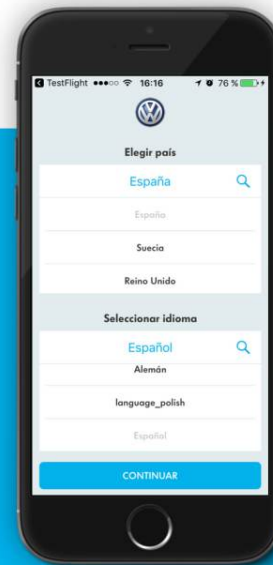 TestFlight 16:16 76 %
Elegir país
España
España
Suecia
Reino Unido
Seleccionar idioma
Español
Alemán
language_polish
Español
CONTINUAR